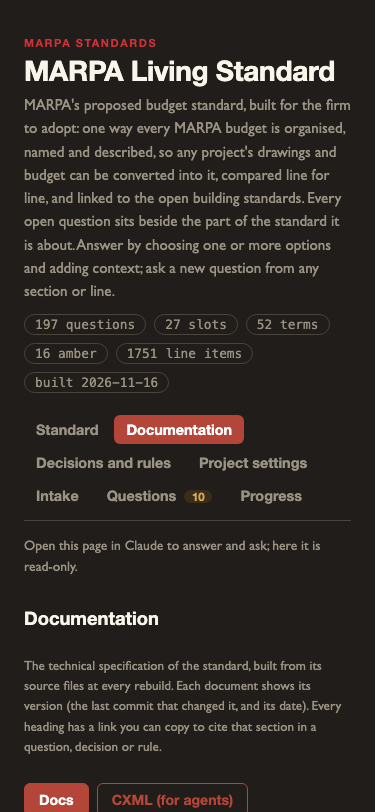 MARPA STANDARDS
MARPA Living Standard
MARPA's proposed budget standard, built for the firm
to adopt: one way every MARPA budget is organised,
named and described, so any project's drawings and
budget can be converted into it, compared line for
line, and linked to the open building standards. Every
open question sits beside the part of the standard it
is about. Answer by choosing one or more options
and adding context; ask a new question from any
section or line.
197 questions 27 slots 52 terms
16 amber 1751 line items
built 2026-11-16
Standard Documentation
Decisions and rules Project settings
Intake Questions 10 Progress
Open this page in Claude to answer and ask; here it is
read-only.
Documentation
The technical specification of the standard, built from its
source files at every rebuild. Each document shows its
version (the last commit that changed it, and its date). Every
heading has a link you can copy to cite that section in a
question, decision or rule.
Docs CXML (for agents)